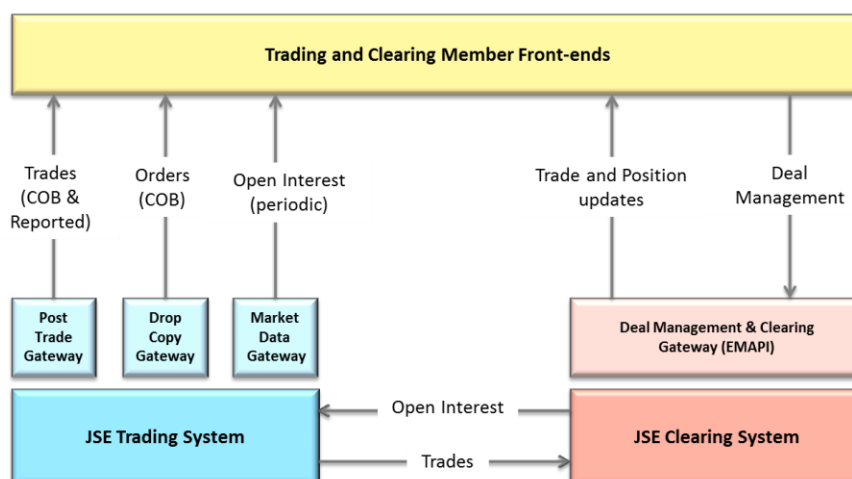 Trading and Clearing Member Front-ends
Trades
(COB &
Reported)
Orders
(COB)
Open Interest
(periodic)
Trade and Position
updates
Deal
Management
Post
Trade
Gateway
Drop
Copy
Gateway
Market
Data
Gateway
Deal Management & Clearing
Gateway (EMAPI)
JSE Trading System
Open Interest
Trades
JSE Clearing System